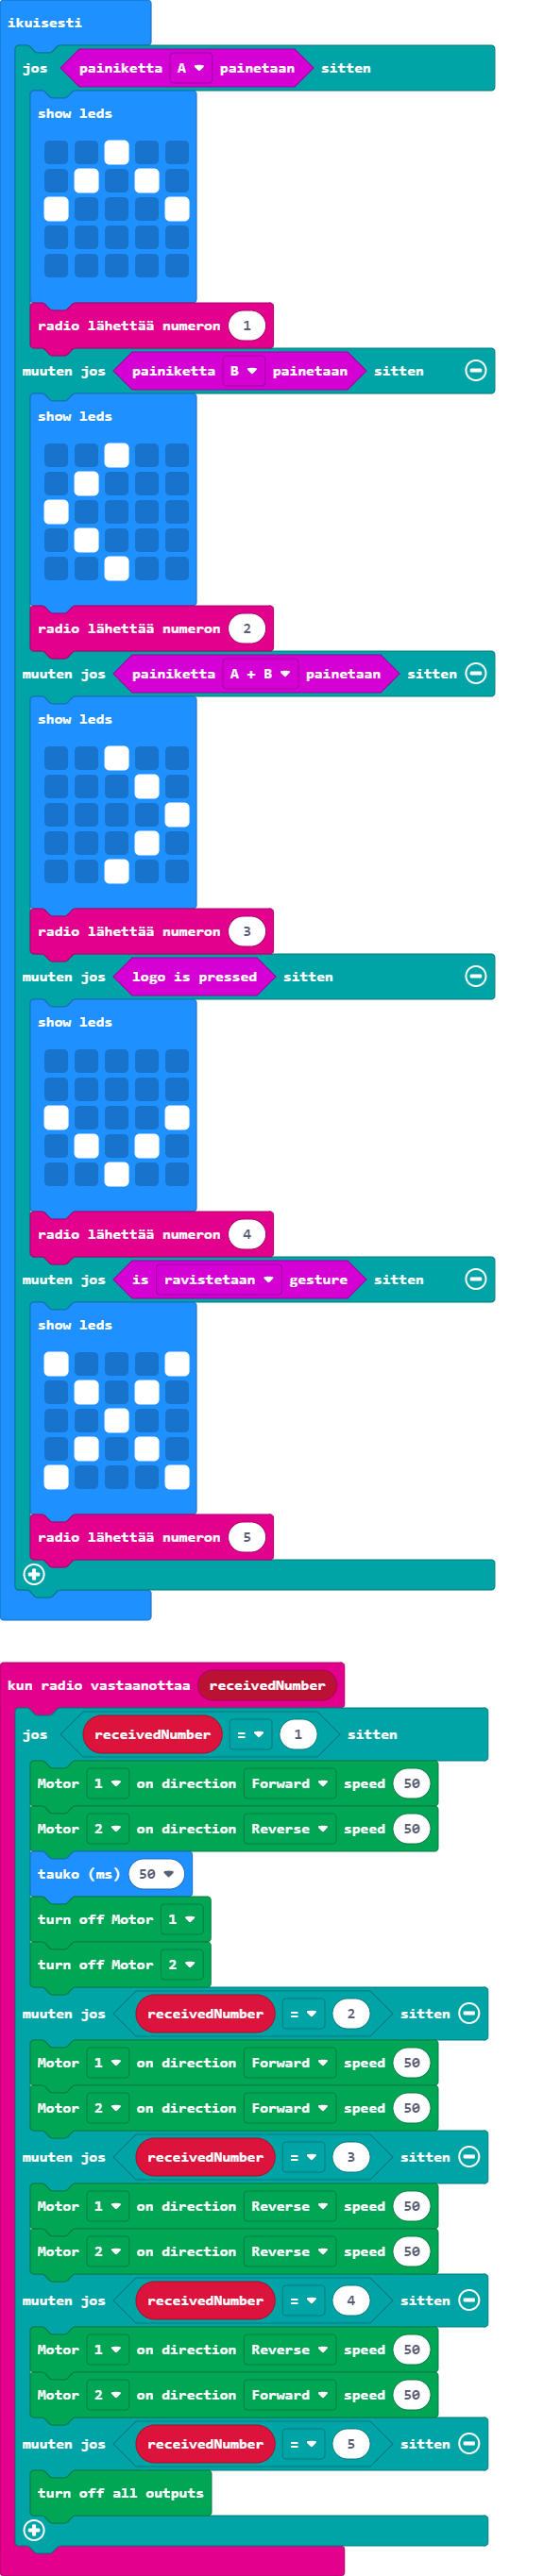 ikuisesti
jos painiketta A painetaan sitten
show leds
radio lähettää numeron 1
muuten jos painiketta B painetaan sitten
show leds
radio lähettää numeron 2
muuten jos painiketta A + B painetaan sitten
show leds
radio lähettää numeron 3
muuten jos logo is pressed sitten
show leds
radio lähettää numeron 4
muuten jos is ravistetaan gesture sitten
show leds
radio lähettää numeron 5
kun radio vastaanottaa receivedNumber
jos receivedNumber = 1 sitten
Motor 1 on direction Forward speed 50
Motor 2 on direction Reverse speed 50
tauko (ms) 50
turn off Motor 1
turn off Motor 2
muuten jos receivedNumber = 2 sitten
Motor 1 on direction Forward speed 50
Motor 2 on direction Forward speed 50
muuten jos receivedNumber = 3 sitten
Motor 1 on direction Reverse speed 50
Motor 2 on direction Reverse speed 50
muuten jos receivedNumber = 4 sitten
Motor 1 on direction Reverse speed 50
Motor 2 on direction Forward speed 50
muuten jos receivedNumber = 5 sitten
turn off all outputs